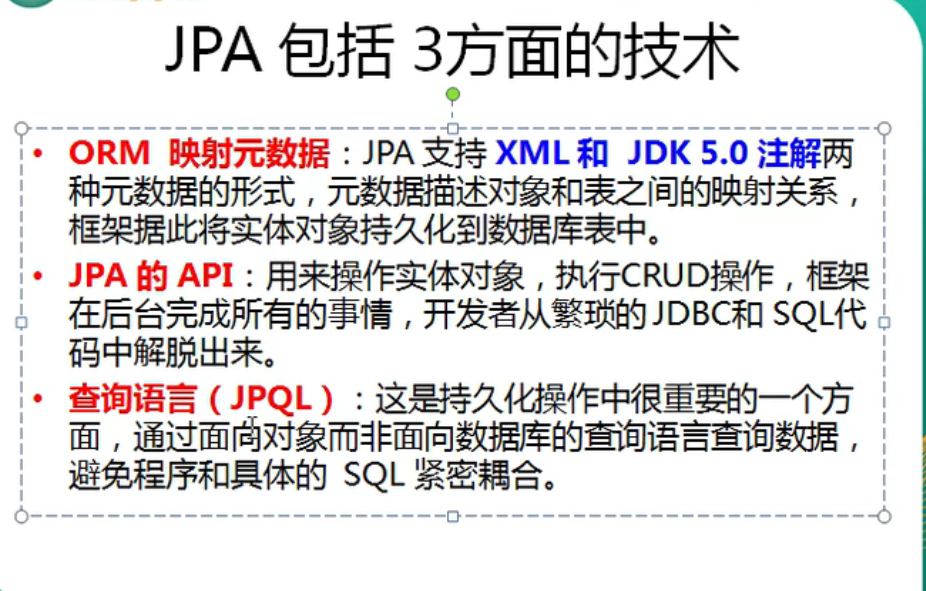 JPA 包括 3方面的技术
• ORM 映射元数据：JPA 支持 XML 和 JDK 5.0 注解两
种元数据的形式，元数据描述对象和表之间的映射关系，
框架据此将实体对象持久化到数据库表中。
• JPA 的 API：用来操作实体对象，执行CRUD操作，框架
在后台完成所有的事情，开发者从繁琐的 JDBC和 SQL代
码中解脱出来。
• 查询语言（JPQL）：这是持久化操作中很重要的一个方
面，通过面向对象而非面向数据库的查询语言查询数据，
避免程序和具体的 SQL 紧密耦合。